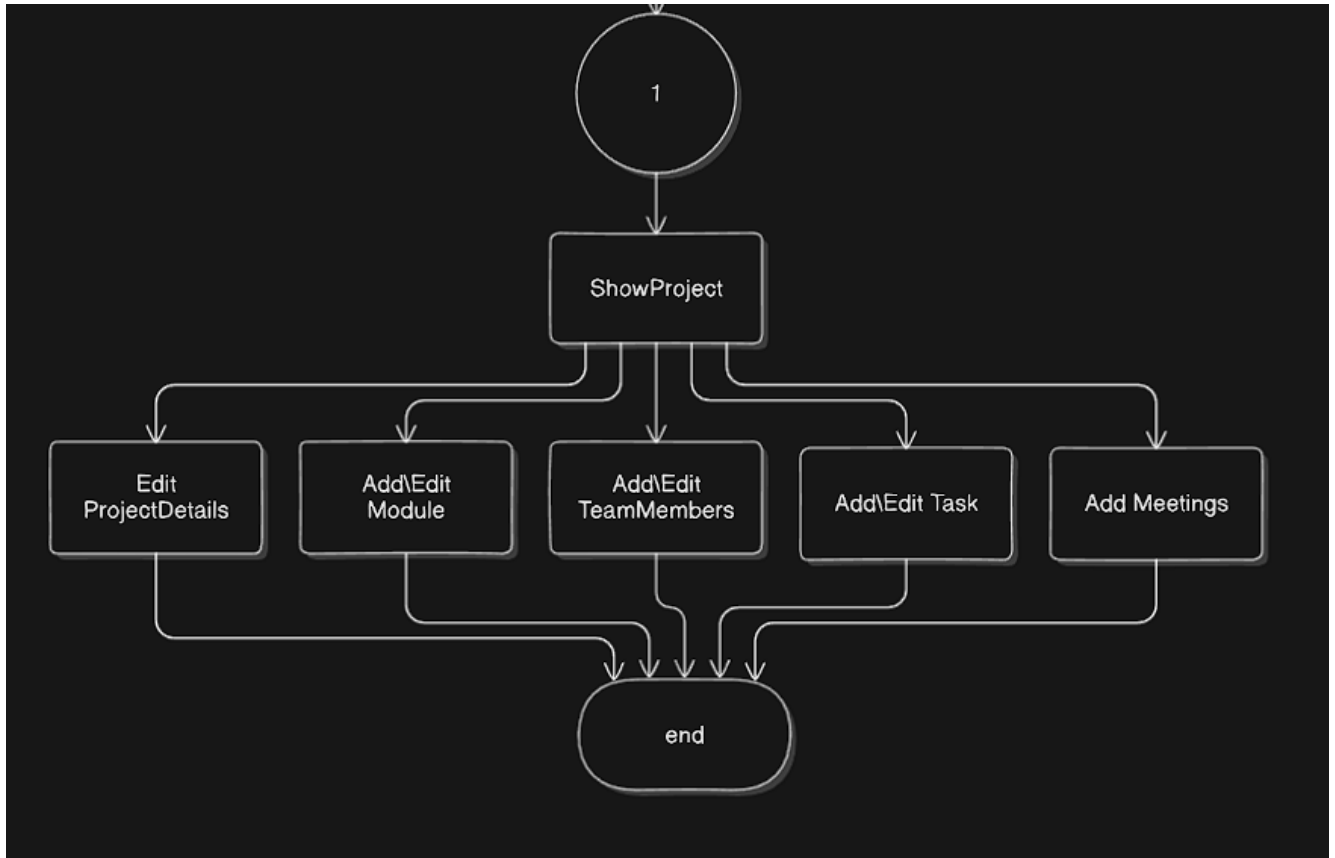 1
ShowProject
Edit
ProjectDetails
Add\Edit
Module
Add\Edit
TeamMembers
Add\Edit Task
Add Meetings
end